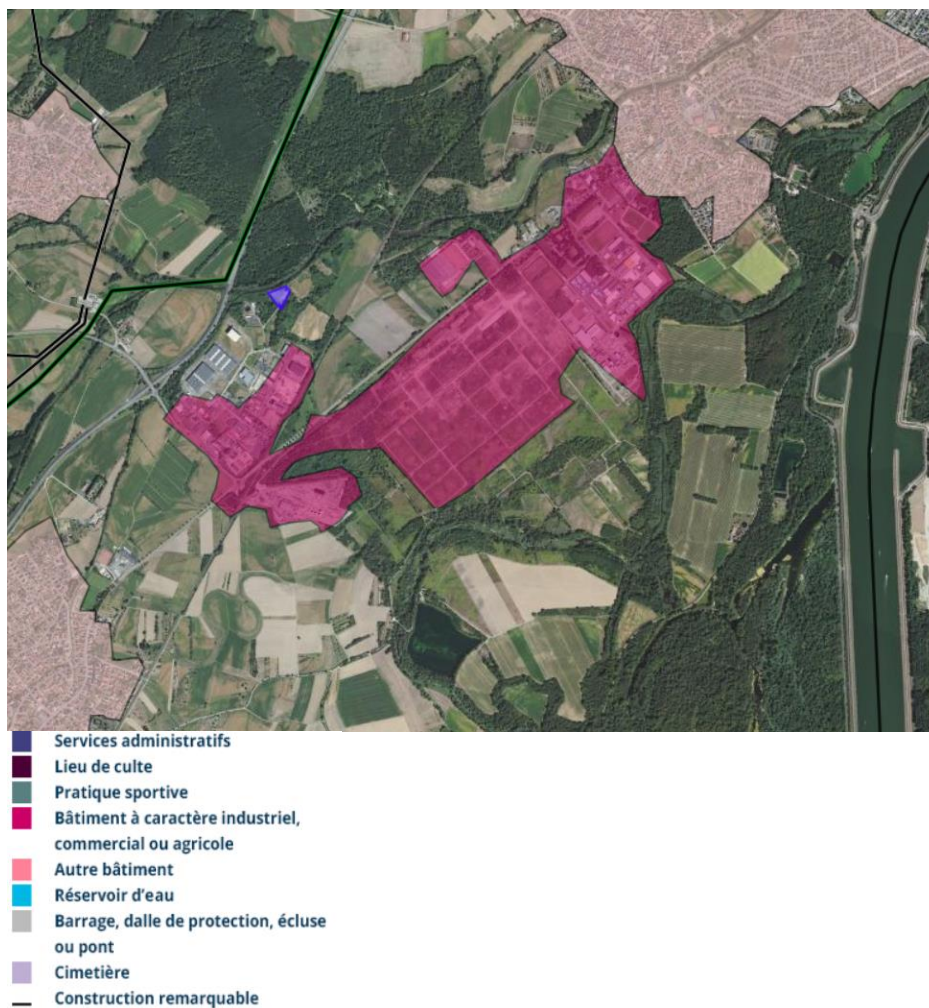 Services administratifs
Lieu de culte
Pratique sportive
Bâtiment à caractère industriel,
commercial ou agricole
Autre bâtiment
Réservoir d'eau
Barrage, dalle de protection, écluse
ou pont
Cimetière
Construction remarquable